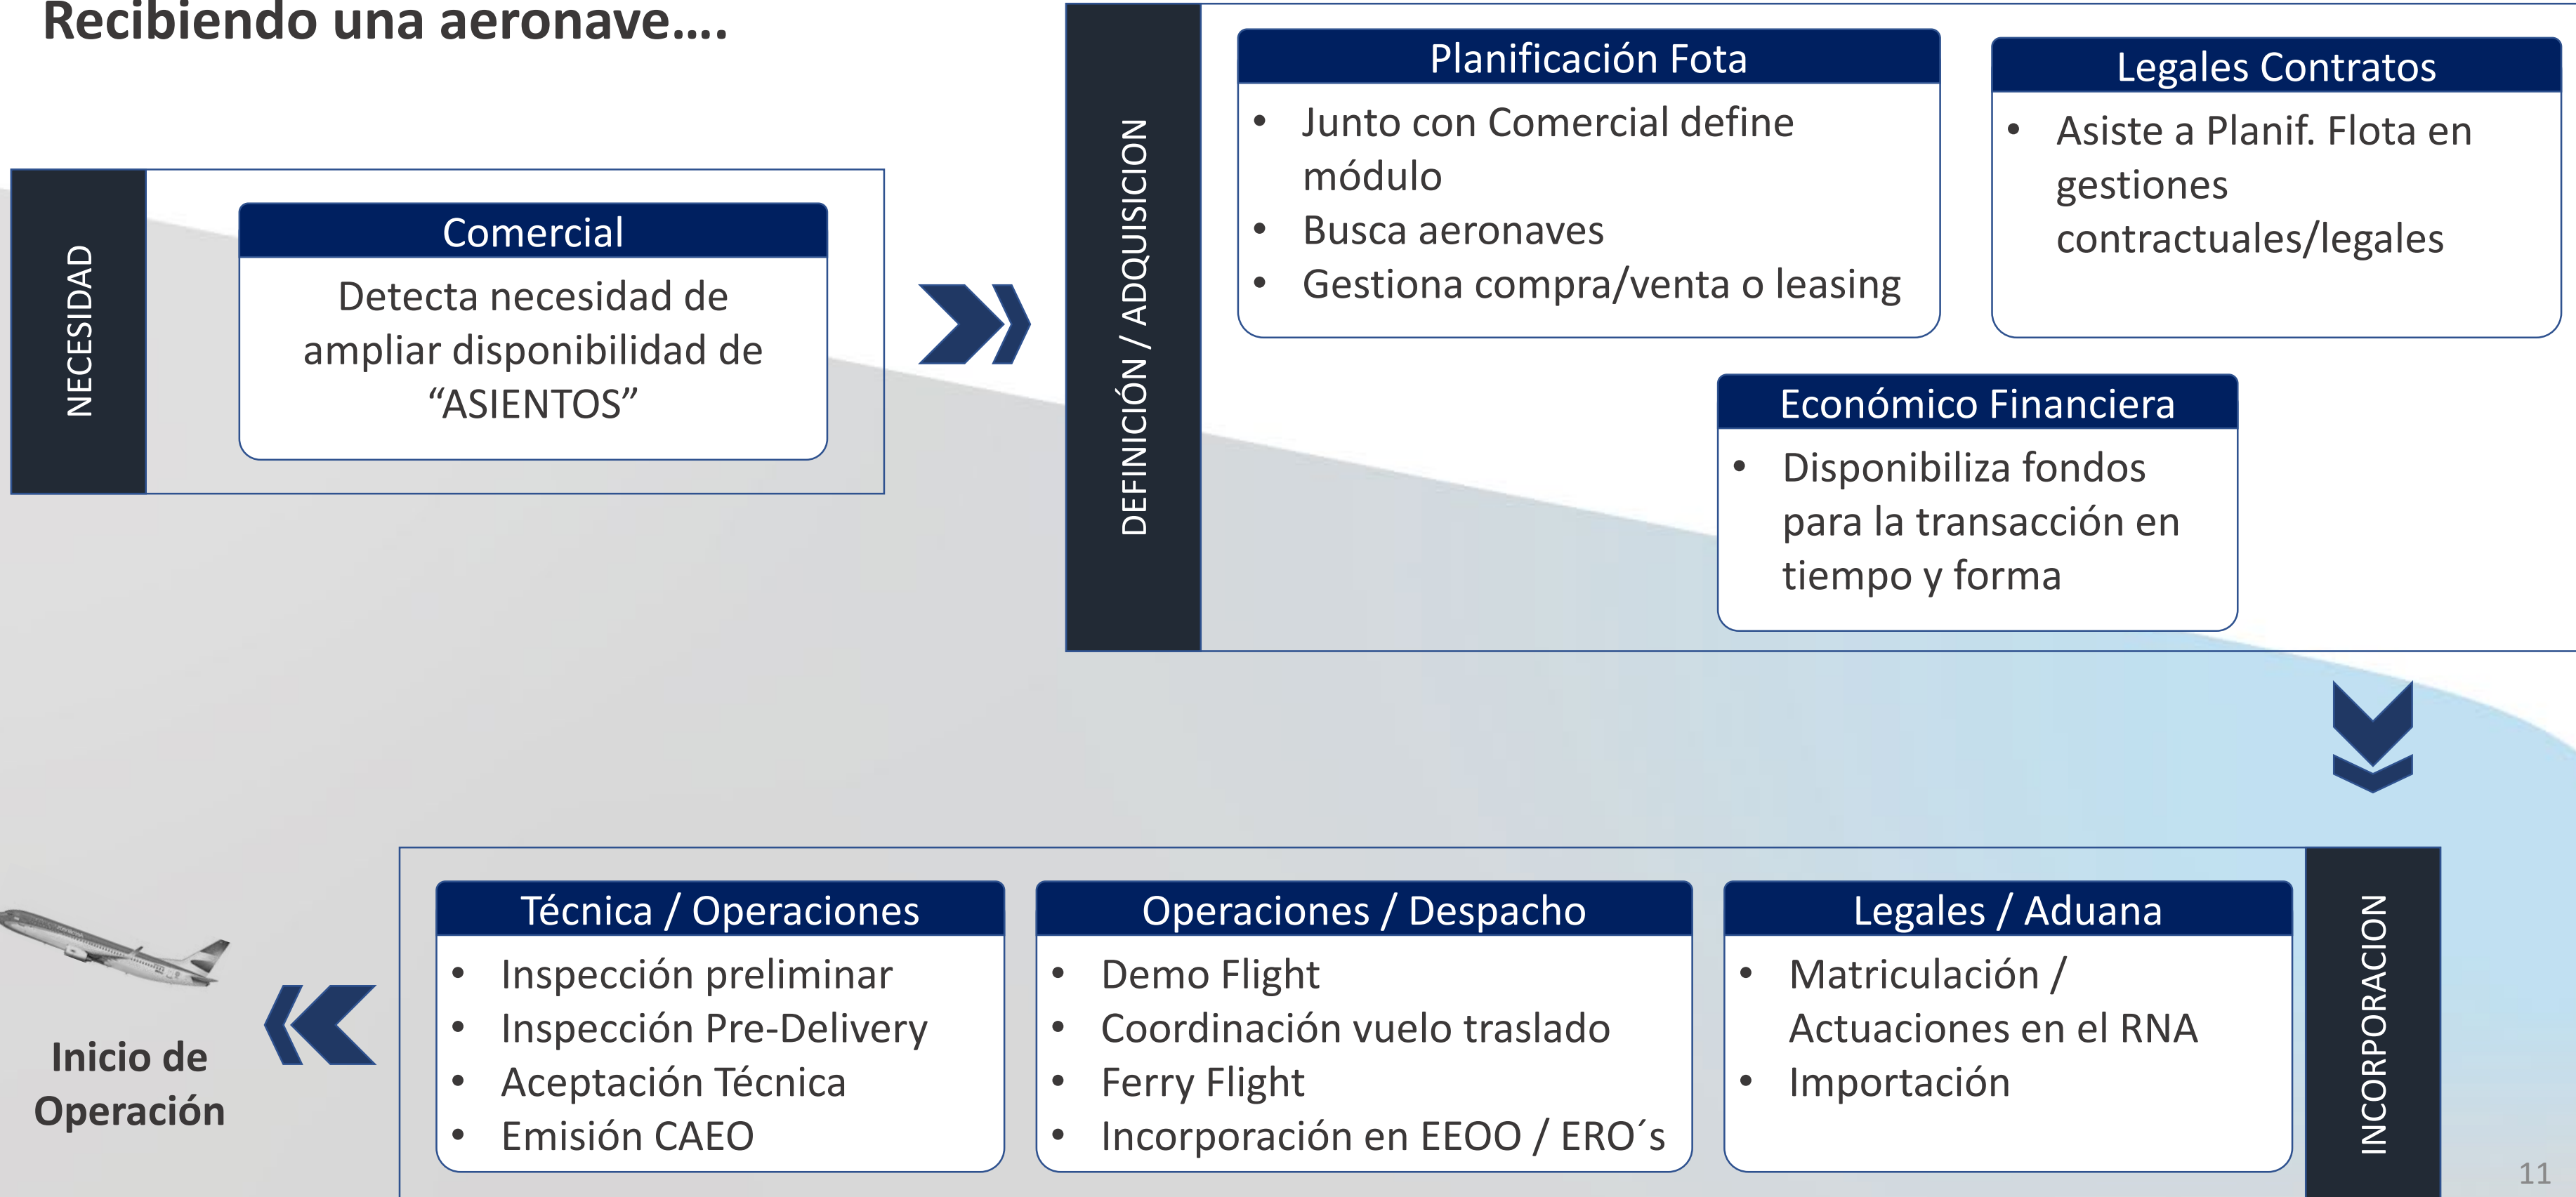 Recibiendo una aeronave....
NECESIDAD
Comercial
Detecta necesidad de
ampliar disponibilidad de
“ASIENTOS”
DEFINICIÓN / ADQUISICION
Planificación Fota
• Junto con Comercial define
módulo
• Busca aeronaves
• Gestiona compra/venta o leasing
Legales Contratos
• Asiste a Planif. Flota en
gestiones
contractuales/legales
Económico Financiera
• Disponibiliza fondos
para la transacción en
tiempo y forma
INCORPORACION
Legales / Aduana
• Matriculación /
Actuaciones en el RNA
• Importación
Operaciones / Despacho
• Demo Flight
• Coordinación vuelo traslado
• Ferry Flight
• Incorporación en EEOO / ERO´s
Técnica / Operaciones
• Inspección preliminar
• Inspección Pre-Delivery
• Aceptación Técnica
• Emisión CAEO
Inicio de
Operación
11